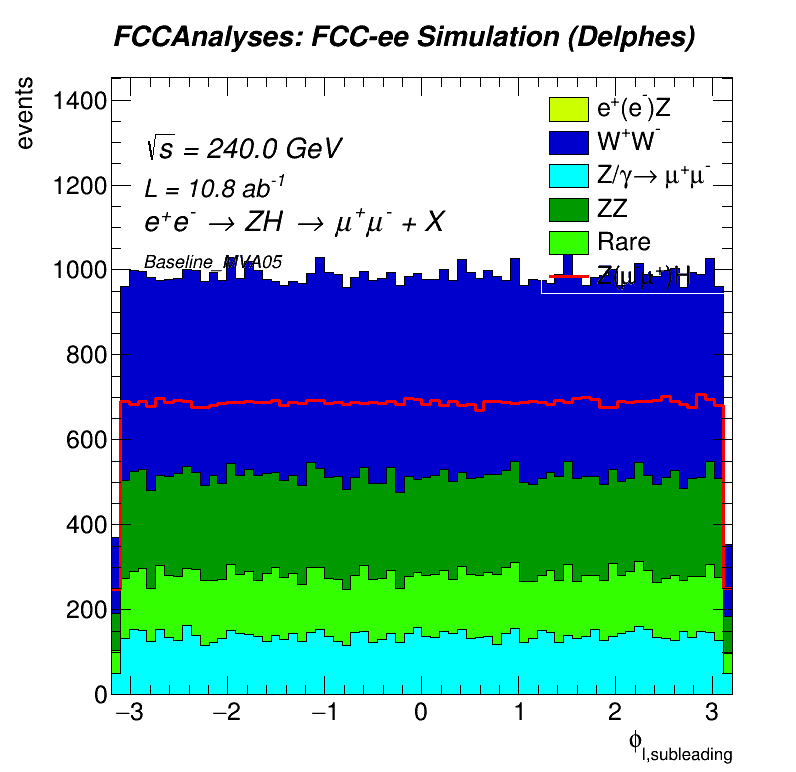 FCCAnalyses: FCC-ee Simulation (Delphes)
events
√s = 240.0 GeV
L = 10.8 ab⁻¹
e⁺e⁻ → ZH → μ⁺μ⁻ + X
Baseline_MVA05
e⁺(e⁻)Z
W⁺W⁻
Z/γ→ μ⁺μ⁻
ZZ
Rare
Z(μ⁻μ⁺)H
1400
1200
1000
800
600
400
200
0
−3 −2 −1 0 1 2 3
ϕl,subleading